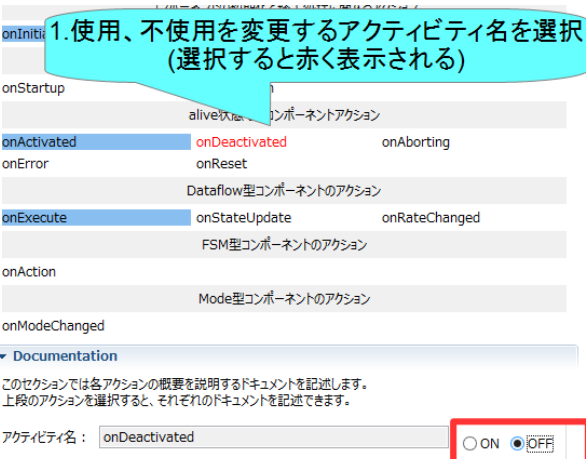 1.使用、不使用を変更するアクティビティ名を選択
(選択すると赤く表示される)
onStartup
コンポーネントアクション
onActivated onDeactivated onAborting
onError onReset
Dataflow型コンポーネントのアクション
onExecute onStateUpdate onRateChanged
FSM型コンポーネントのアクション
onAction
Mode型コンポーネントのアクション
onModeChanged
Documentation
このセクションでは各アクションの概要を説明するドキュメントを記述します。
上段のアクションを選択すると、それぞれのドキュメントを記述できます。
アクティビティ名: onDeactivated ON OFF